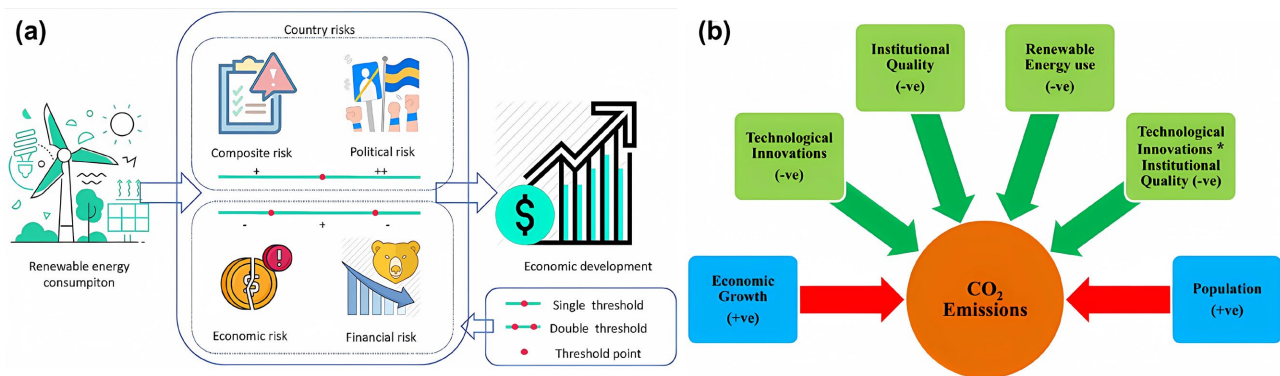 (a)
Country risks
Composite risk
Political risk
+
++
-
+
-
Economic risk
Financial risk
Renewable energy
consumpiton
$
Economic development
Single threshold
Double threshold
Threshold point
(b)
Institutional
Quality
(-ve)
Renewable
Energy use
(-ve)
Technological
Innovations
(-ve)
Technological
Innovations *
Institutional
Quality (-ve)
Economic
Growth
(+ve)
CO₂
Emissions
Population
(+ve)